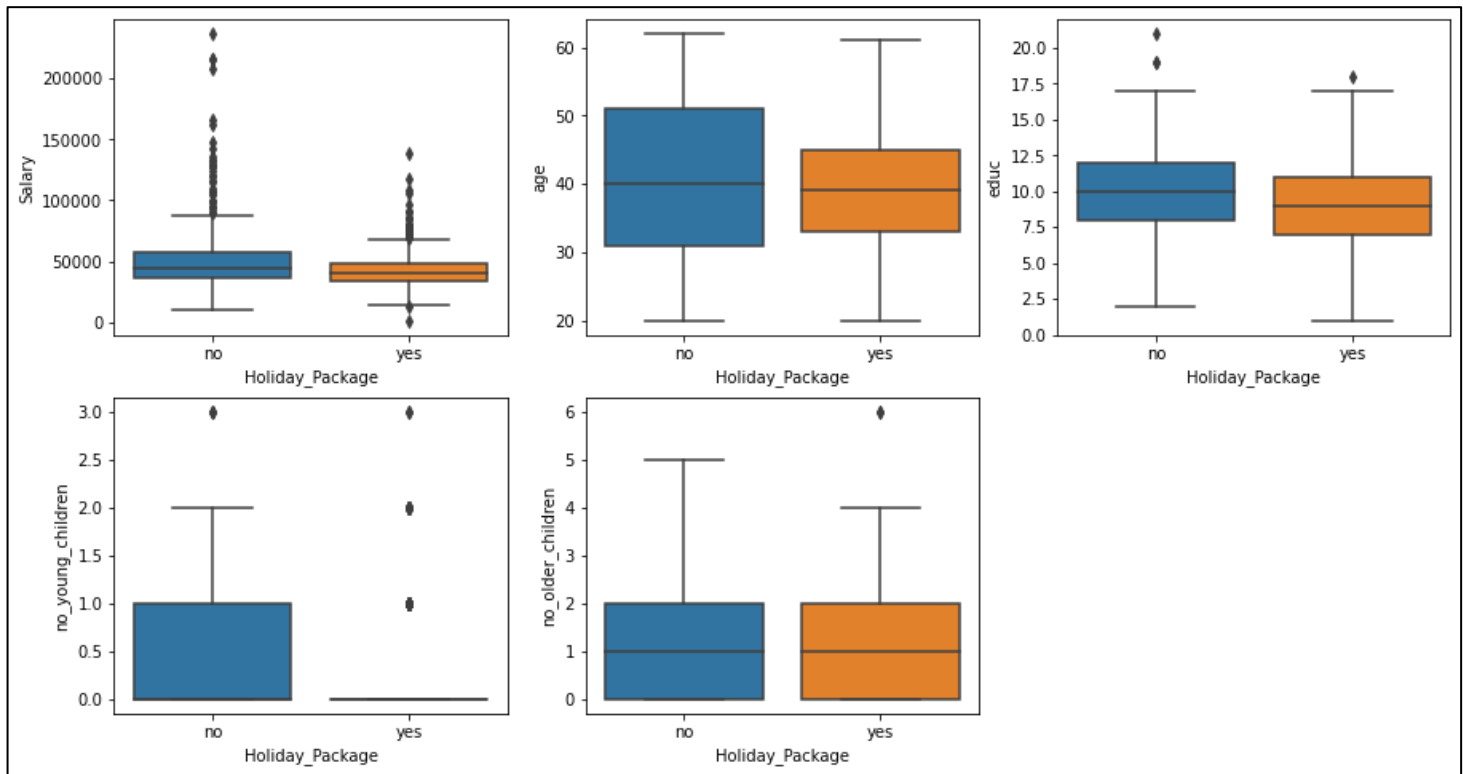 Salary
200000
150000
100000
50000
0
no
yes
Holiday_Package
age
60
50
40
30
20
no
yes
Holiday_Package
educ
20.0
17.5
15.0
12.5
10.0
7.5
5.0
2.5
0.0
no
yes
Holiday_Package
no_young_children
3.0
2.5
2.0
1.5
1.0
0.5
0.0
no
yes
Holiday_Package
no_older_children
6
5
4
3
2
1
0
no
yes
Holiday_Package